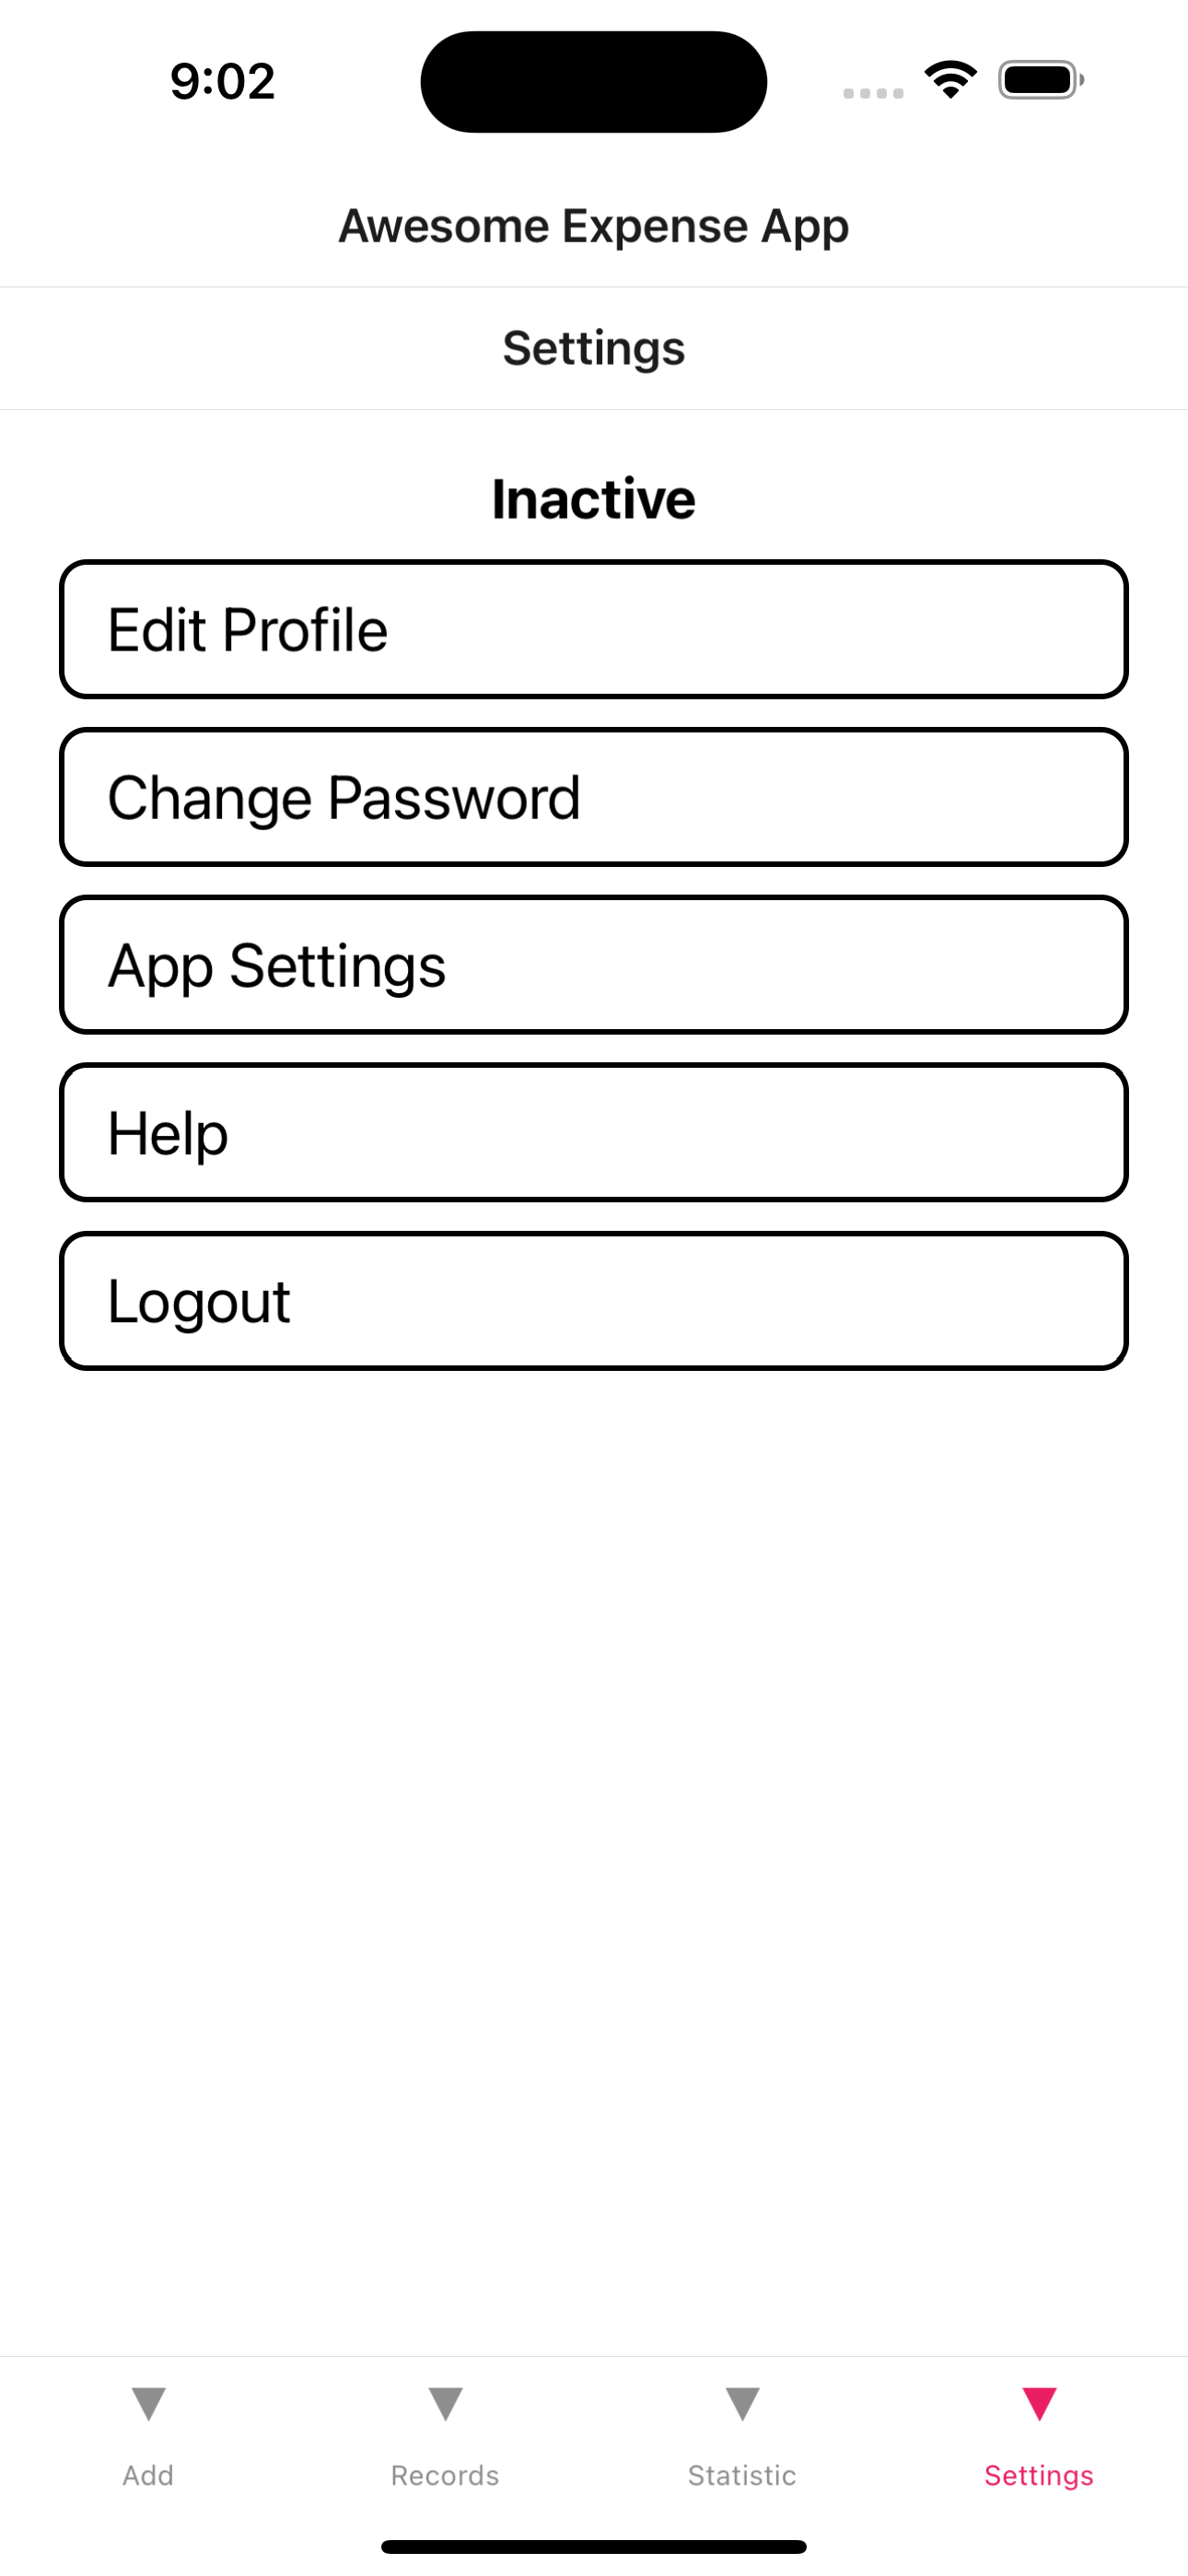 9:02
Awesome Expense App
Settings
Inactive
Edit Profile
Change Password
App Settings
Help
Logout
Add
Records
Statistic
Settings